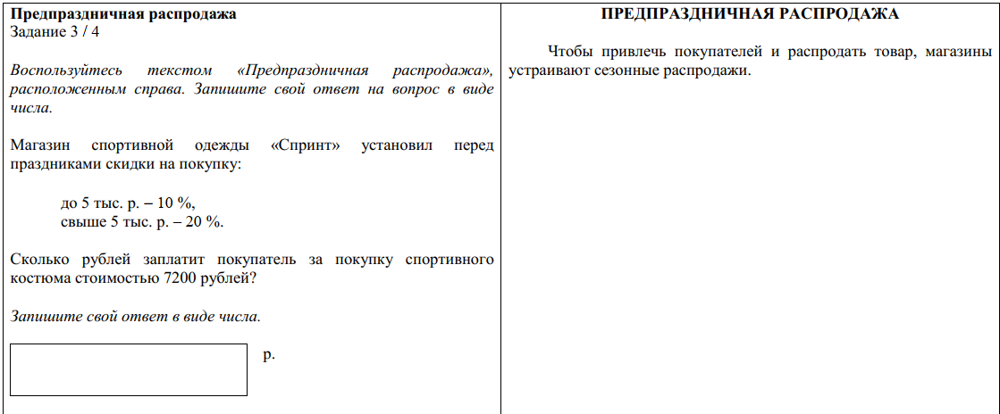 Предпраздничная распродажа
Задание 3 / 4
Воспользуйтесь текстом «Предпраздничная распродажа»,
расположенным справа. Запишите свой ответ на вопрос в виде
числа.
Магазин спортивной одежды «Спринт» установил перед
праздниками скидки на покупку:
до 5 тыс. р. – 10 %,
свыше 5 тыс. р. – 20 %.
Сколько рублей заплатит покупатель за покупку спортивного
костюма стоимостью 7200 рублей?
Запишите свой ответ в виде числа.
р.
ПРЕДПРАЗДНИЧНАЯ РАСПРОДАЖА
Чтобы привлечь покупателей и распродать товар, магазины
устраивают сезонные распродажи.